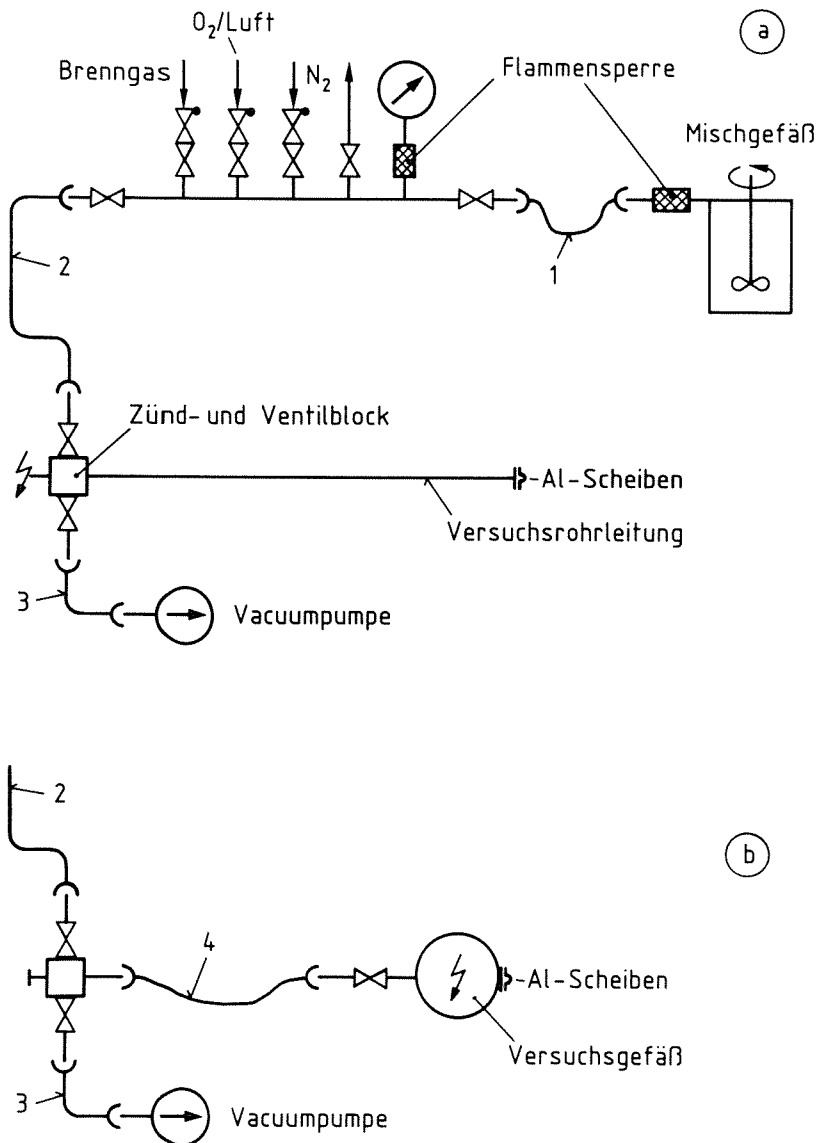 O₂/Luft
a
Brenngas
N₂
Flammensperre
Mischgefäß
2
1
Zünd- und Ventilblock
Al-Scheiben
Versuchsrohrleitung
3
Vacuumpumpe
2
b
4
Al-Scheiben
Versuchsgefäß
3
Vacuumpumpe